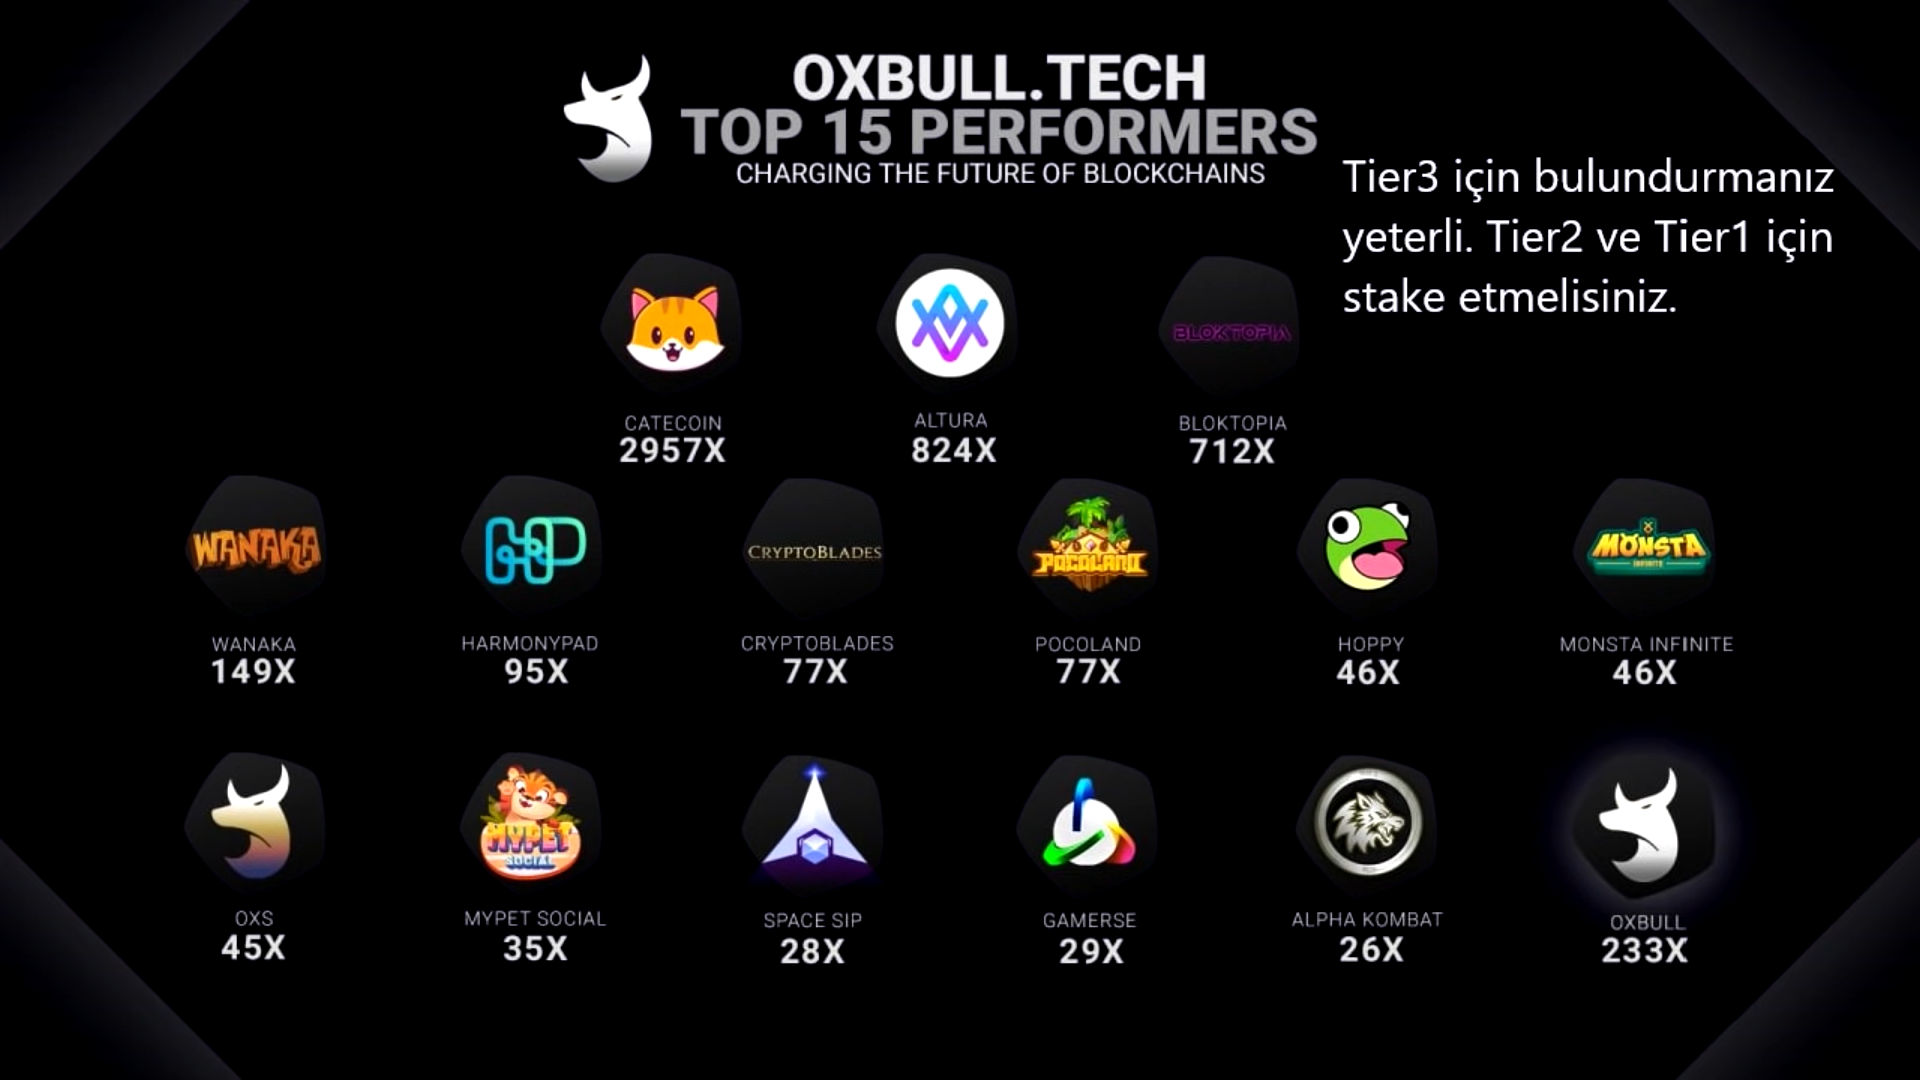 OXBULL.TECH
TOP 15 PERFORMERS
CHARGING THE FUTURE OF BLOCKCHAINS
Tier3 için bulundurmanız
yeterli. Tier2 ve Tier1 için
stake etmelisiniz.
BLOKTOPIA
CATECOIN
2957X
ALTURA
824X
BLOKTOPIA
712X
WANAKA
HP
CRYPTOBLADES
POCOLAND
MONSTA
INFINITE
WANAKA
149X
HARMONYPAD
95X
CRYPTOBLADES
77X
POCOLAND
77X
HOPPY
46X
MONSTA INFINITE
46X
MYPET
SOCIAL
OXS
45X
MYPET SOCIAL
35X
SPACE SIP
28X
GAMERSE
29X
ALPHA KOMBAT
26X
OXBULL
233X